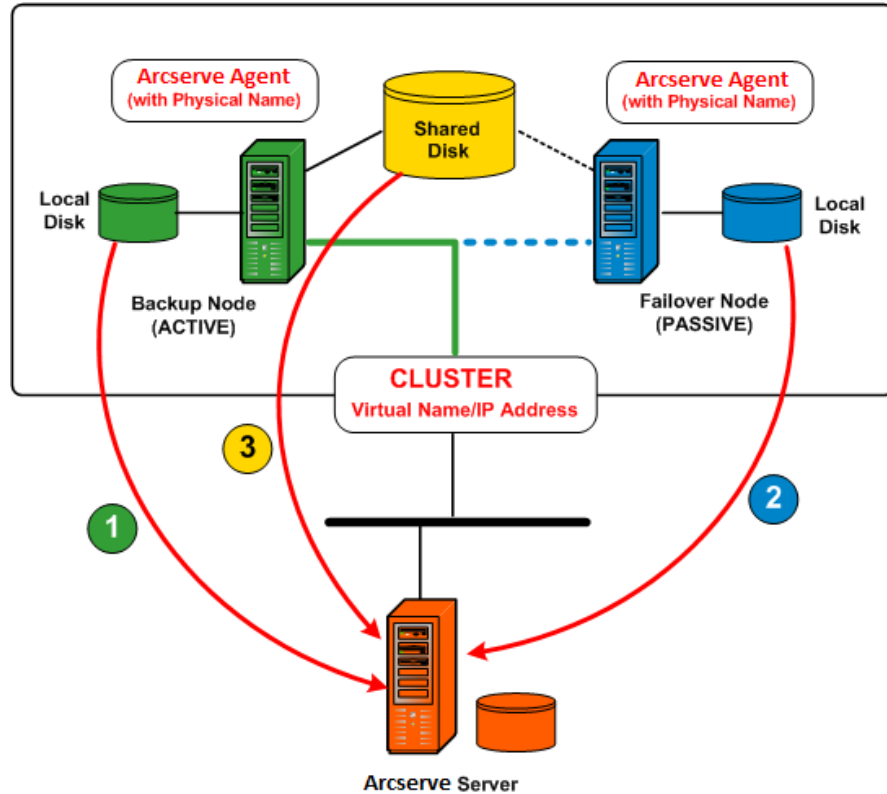 Arcserve Agent
(with Physical Name)
Arcserve Agent
(with Physical Name)
Shared
Disk
Local
Disk
Local
Disk
Backup Node
(ACTIVE)
Failover Node
(PASSIVE)
CLUSTER
Virtual Name/IP Address
3
1
2
Arcserve Server